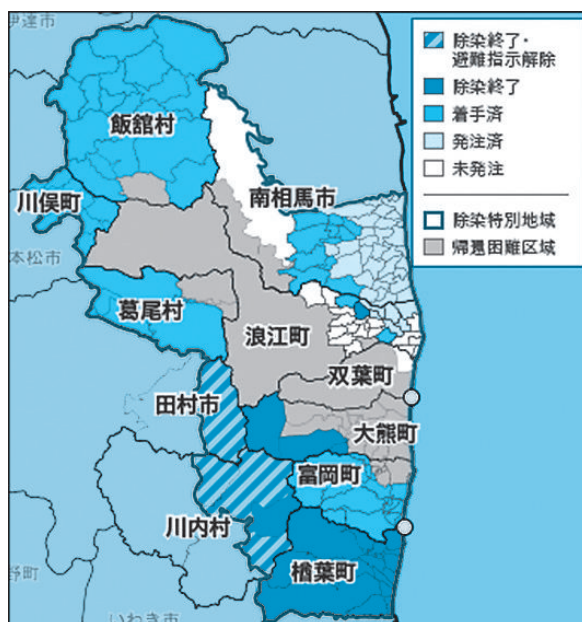 伊達市
除染終了・
避難指示解除
除染終了
着手済
発注済
未発注
除染特別地域
帰還困難区域
飯舘村
川俣町
南相馬市
本松市
葛尾村
浪江町
双葉町
田村市
大熊町
富岡町
川内村
楢葉町
野町
いわき市